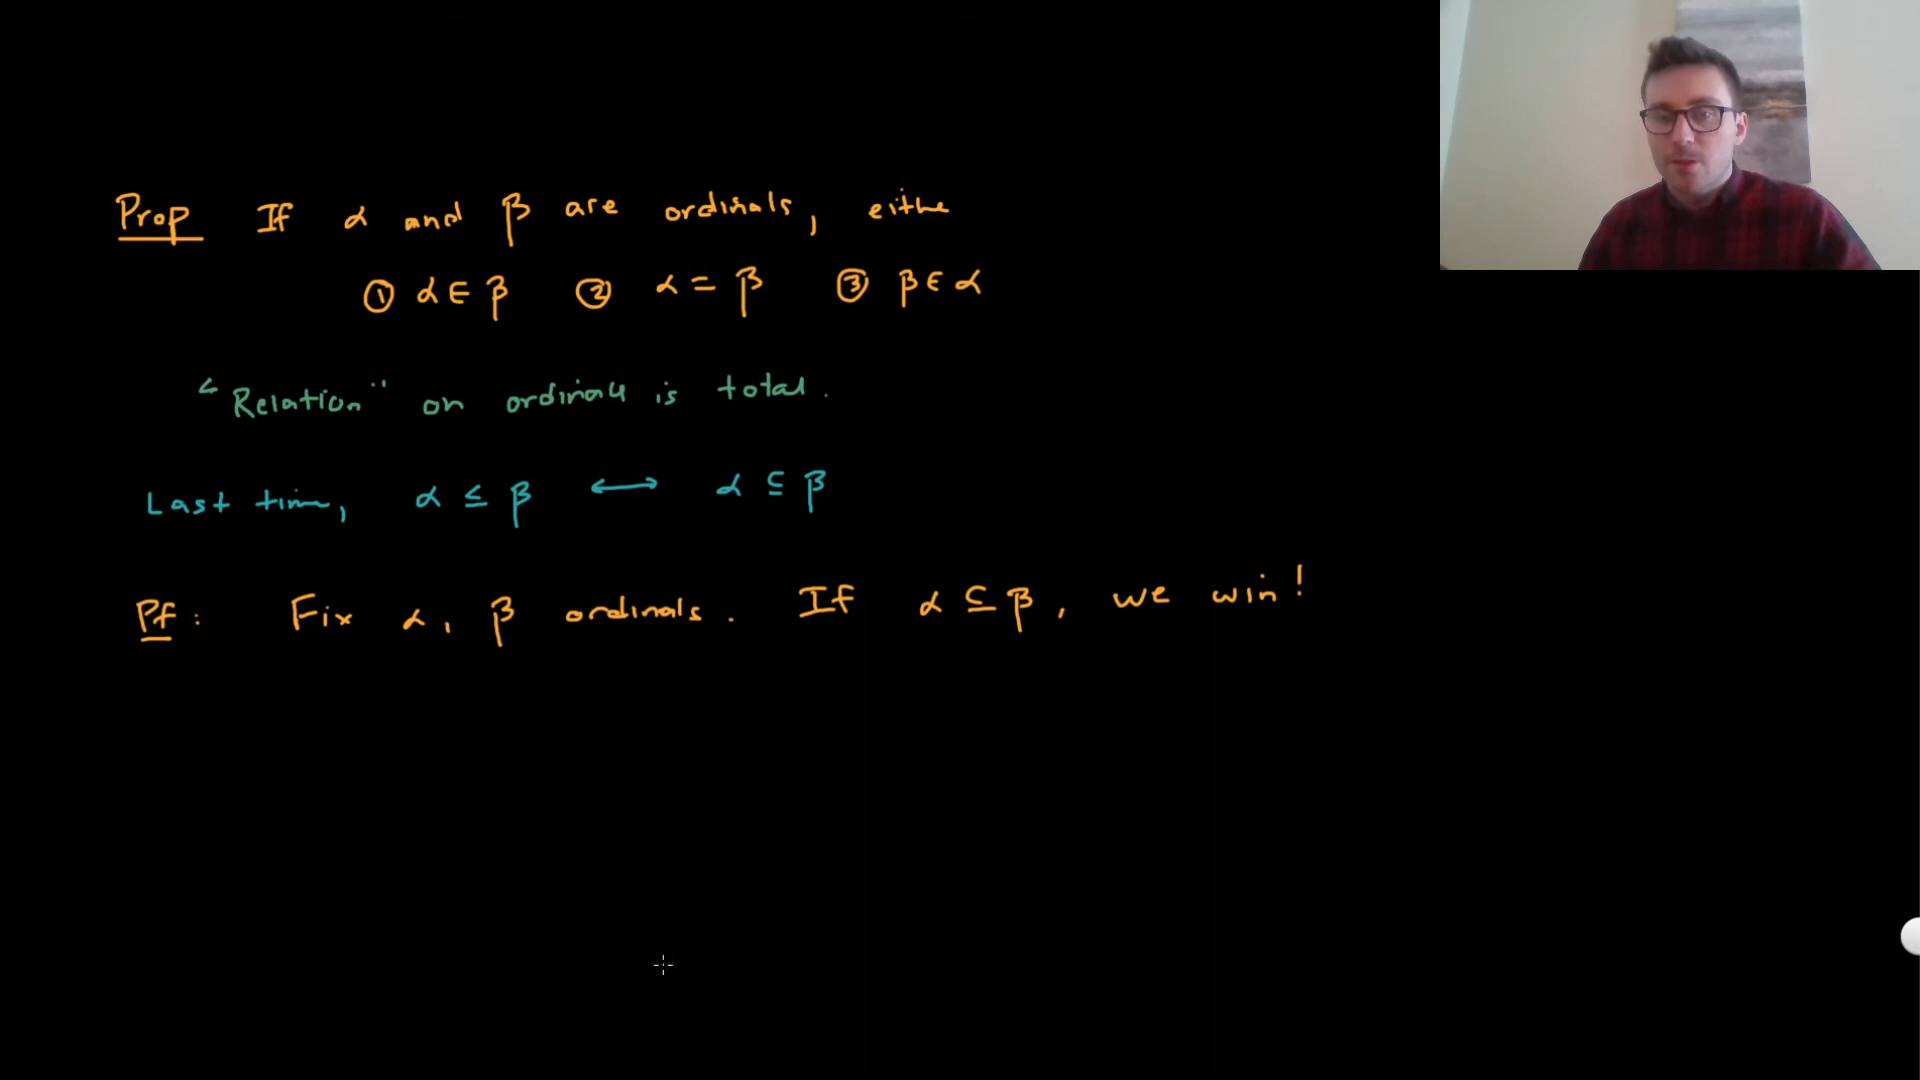 Prop If α and β are ordinals, eithe
① α ∈ β ② α = β ③ β ∈ α
"Relation" on ordinals is total.
Last time, α ≤ β ⟷ α ⊆ β
Pf: Fix α, β ordinals. If α ⊆ β, we win!